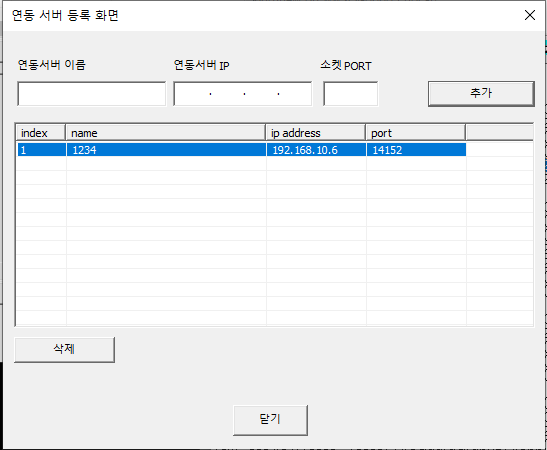 연동 서버 등록 화면
연동서버 이름 연동서버 IP 소켓 PORT
. . . 추가
index name ip address port
1 1234 192.168.10.6 14152
삭제
닫기